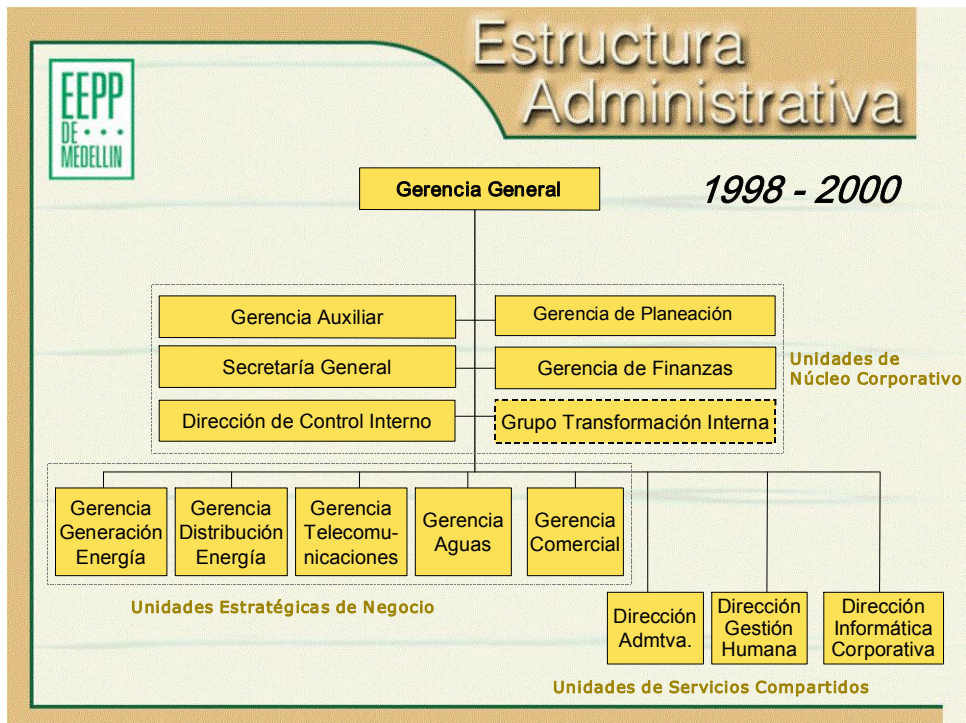 Estructura
Administrativa
EEPP
DE • • •
MEDELLIN
Gerencia General
1998 - 2000
Gerencia Auxiliar
Gerencia de Planeación
Secretaría General
Gerencia de Finanzas
Unidades de
Núcleo Corporativo
Dirección de Control Interno
Grupo Transformación Interna
Gerencia
Generación
Energía
Gerencia
Distribución
Energía
Gerencia
Telecomu-
nicaciones
Gerencia
Aguas
Gerencia
Comercial
Unidades Estratégicas de Negocio
Dirección
Admtva.
Dirección
Gestión
Humana
Dirección
Informática
Corporativa
Unidades de Servicios Compartidos